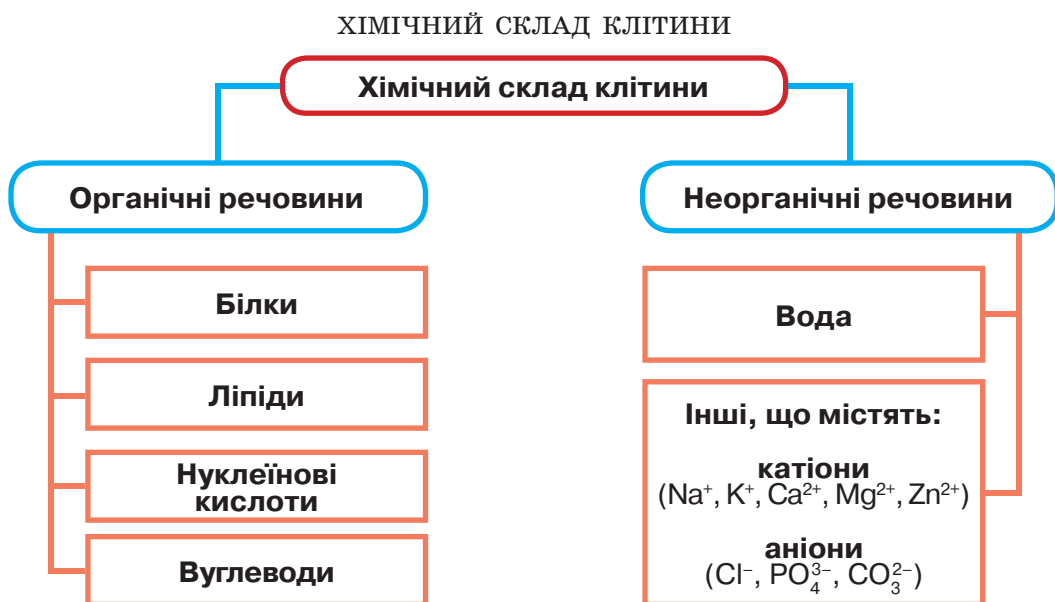 ХІМІЧНИЙ СКЛАД КЛІТИНИ
Хімічний склад клітини
Органічні речовини
Білки
Ліпіди
Нуклеїнові
кислоти
Вуглеводи
Неорганічні речовини
Вода
Інші, що містять:
катіони
(Na⁺, K⁺, Ca²⁺, Mg²⁺, Zn²⁺)
аніони
(Cl⁻, PO₄³⁻, CO₃²⁻)